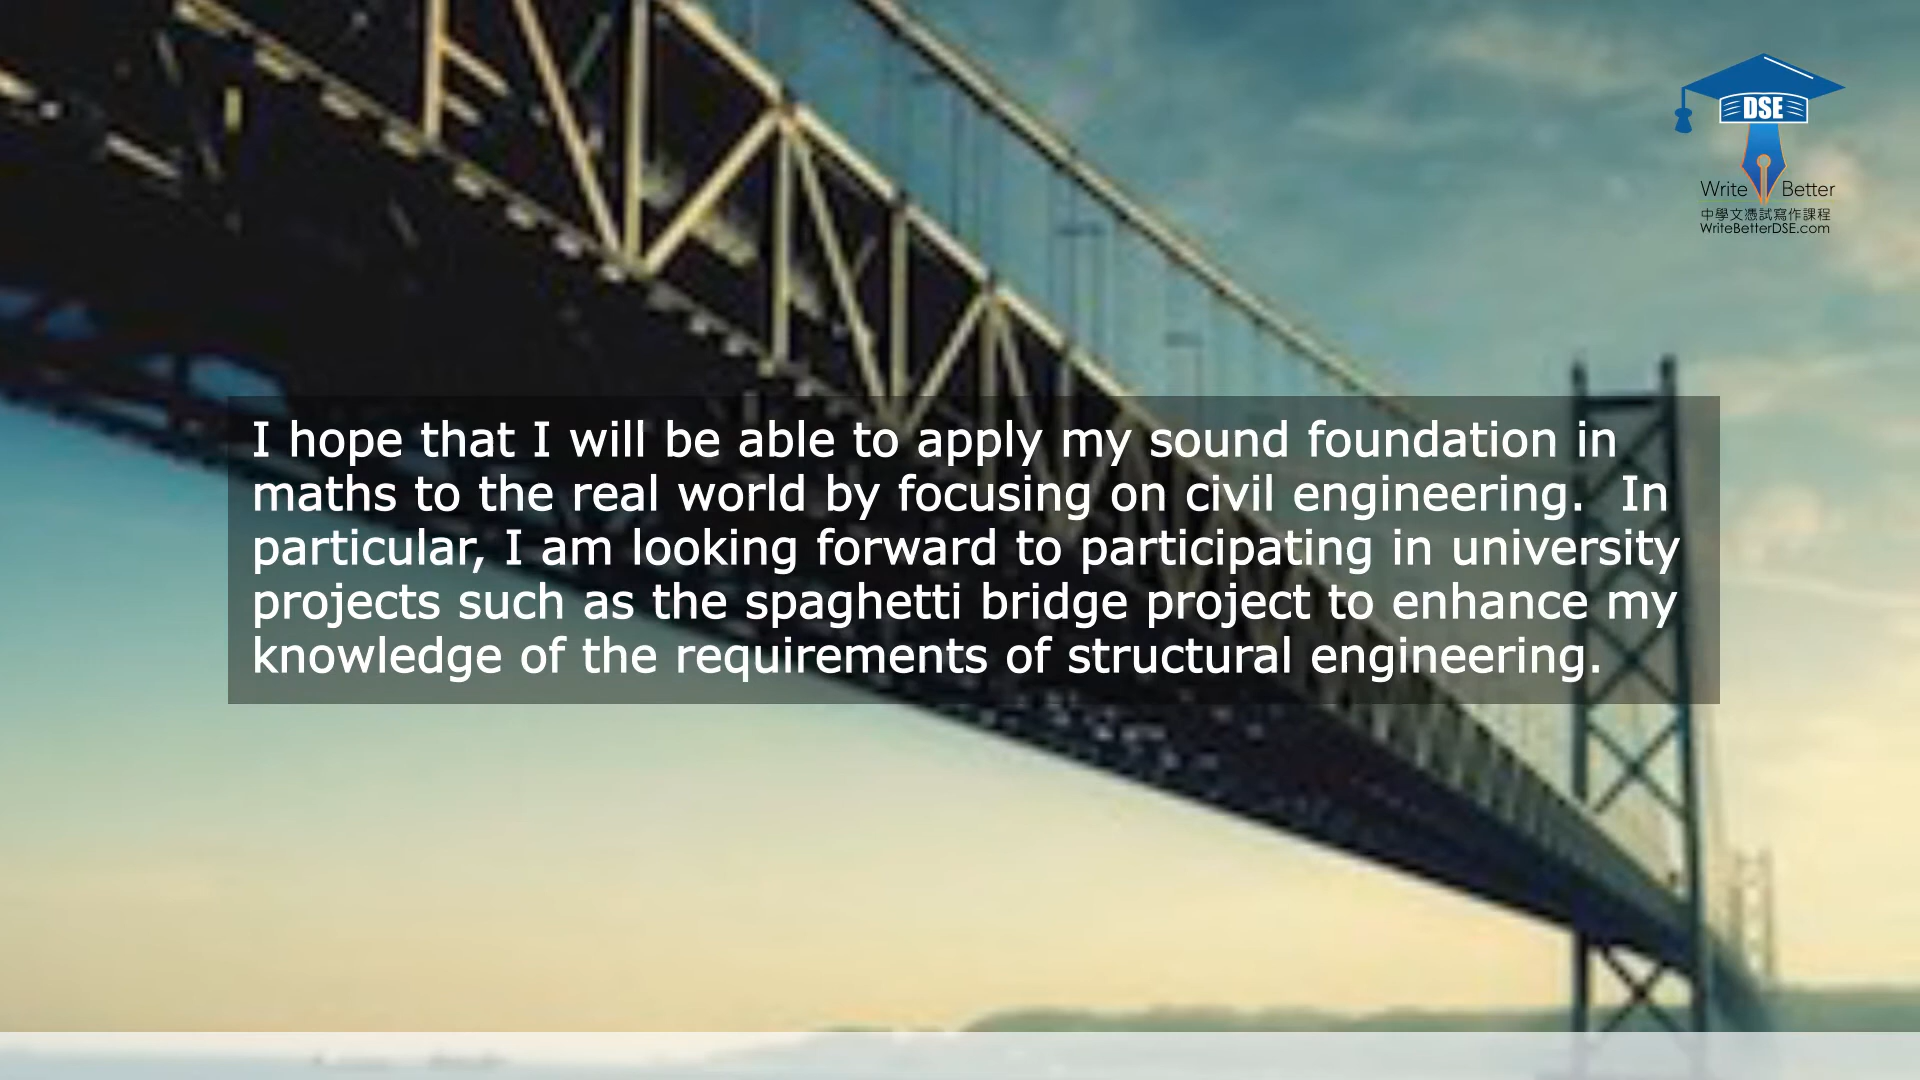 DSE
Write Better
中學文憑試寫作課程
WriteBetterDSE.com
I hope that I will be able to apply my sound foundation in
maths to the real world by focusing on civil engineering.  In
particular, I am looking forward to participating in university
projects such as the spaghetti bridge project to enhance my
knowledge of the requirements of structural engineering.